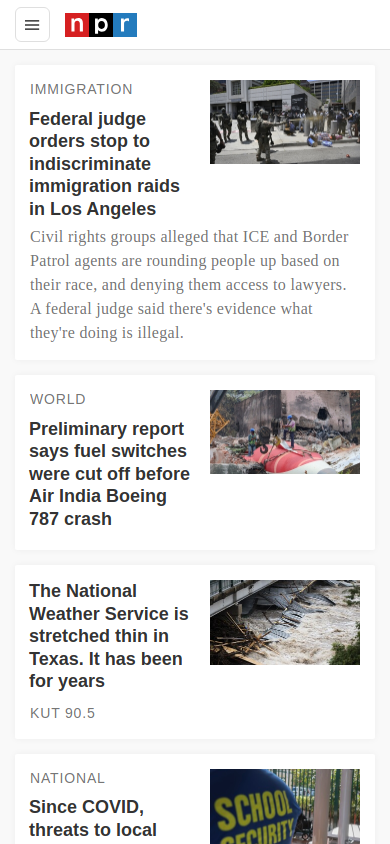 npr
IMMIGRATION
Federal judge
orders stop to
indiscriminate
immigration raids
in Los Angeles
Civil rights groups alleged that ICE and Border
Patrol agents are rounding people up based on
their race, and denying them access to lawyers.
A federal judge said there's evidence what
they're doing is illegal.
WORLD
Preliminary report
says fuel switches
were cut off before
Air India Boeing
787 crash
The National
Weather Service is
stretched thin in
Texas. It has been
for years
KUT 90.5
NATIONAL
Since COVID,
threats to local
SCHOOL
SECURITY